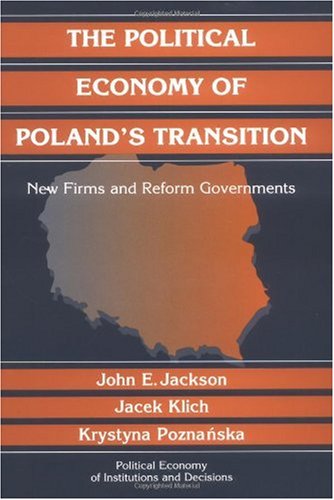 THE POLITICAL
ECONOMY OF
POLAND'S TRANSITION
New Firms and Reform Governments
John E. Jackson
Jacek Klich
Krystyna Poznańska
Political Economy
of Institutions and Decisions